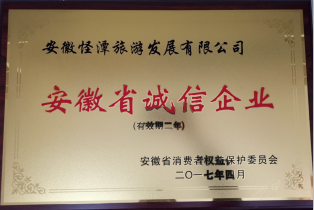 安徽怪潭旅游发展有限公司
安徽省诚信企业
(有效期二年)
安徽省消费者权益保护委员会
二〇一七年四月